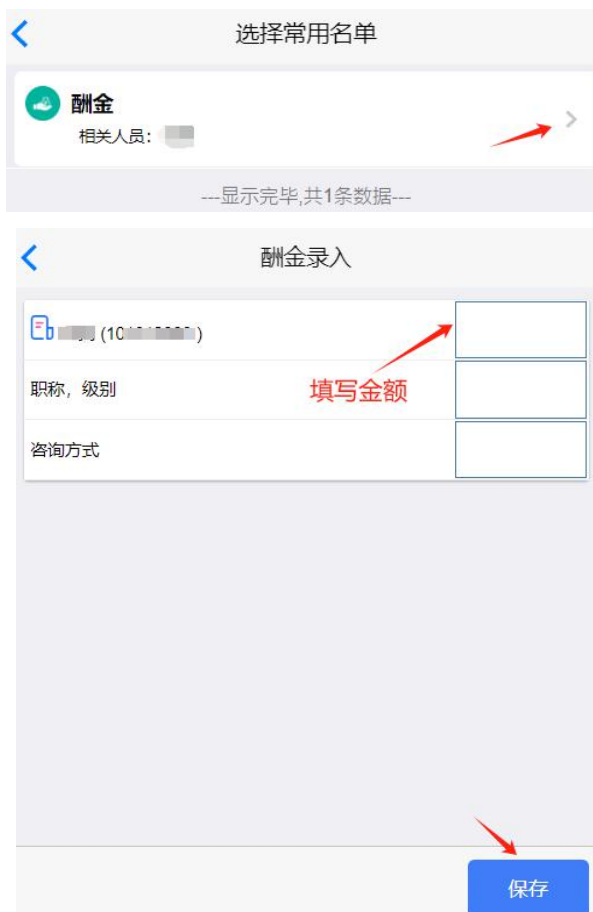 选择常用名单
酬金
相关人员：
---显示完毕,共1条数据---
酬金录入
(10 )
职称，级别
填写金额
咨询方式
保存